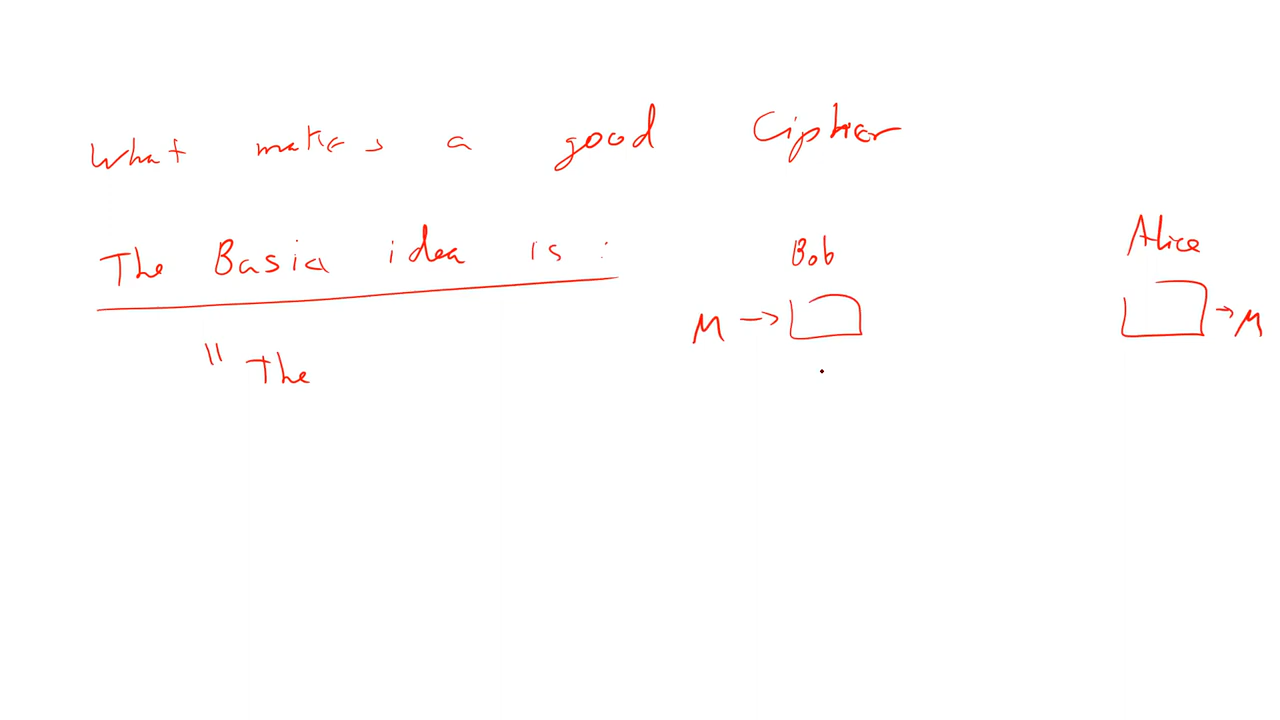 What makes a good Cipher
The Basic idea is :
" The
Bob
Alice
M → 
→ M